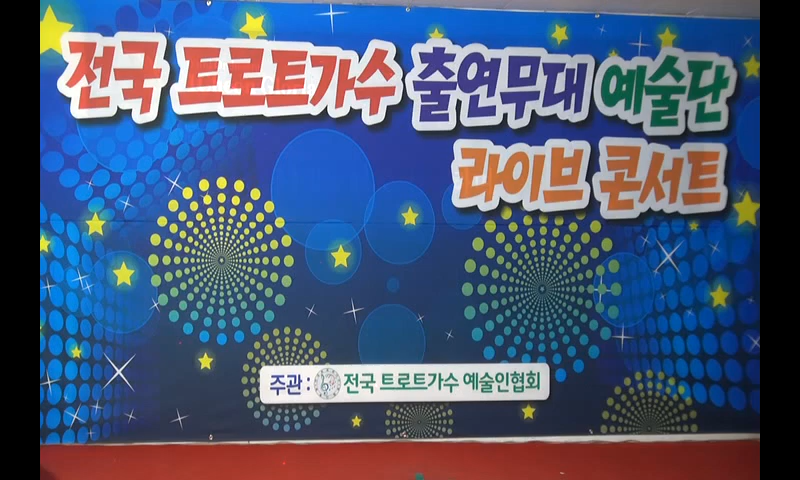 전국 트로트가수 출연무대 예술단
라이브 콘서트
주관 : 전국 트로트가수 예술인협회